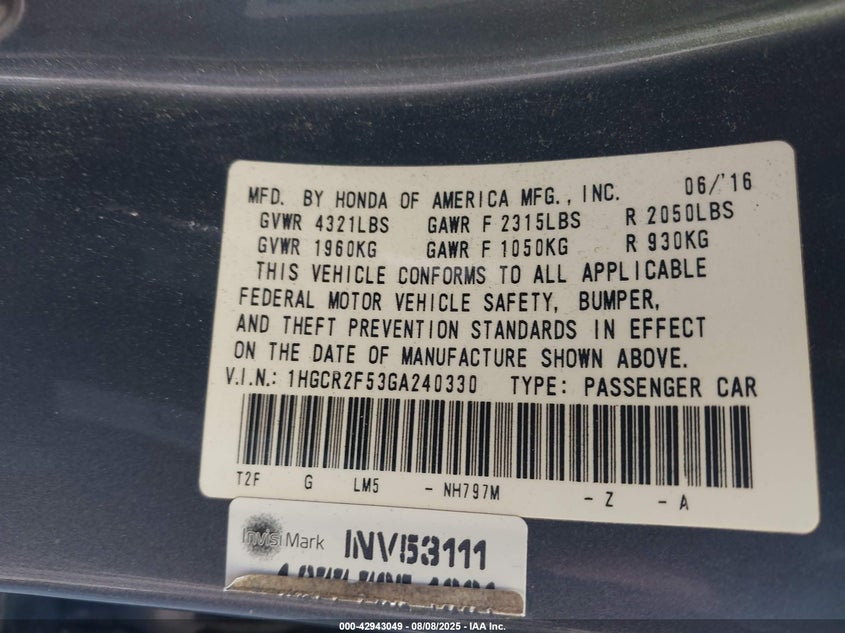 MFD. BY HONDA OF AMERICA MFG., INC. 06/'16
GVWR 4321LBS GAWR F 2315LBS R 2050LBS
GVWR 1960KG GAWR F 1050KG R 930KG
THIS VEHICLE CONFORMS TO ALL APPLICABLE
FEDERAL MOTOR VEHICLE SAFETY, BUMPER,
AND THEFT PREVENTION STANDARDS IN EFFECT
ON THE DATE OF MANUFACTURE SHOWN ABOVE.
V.I.N.: 1HGCR2F53GA240330 TYPE: PASSENGER CAR
T2F G LM5 - NH797M - Z - A
InvisiMark INV53111
000-42943049 - 08/08/2025 - IAA Inc.